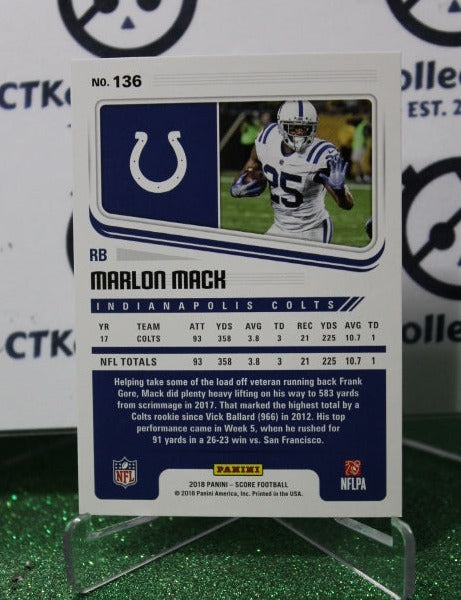 CTKo
ollec
EST. 2
NO. 136
25
RB
MARLON MACK
INDIANAPOLIS COLTS
YR TEAM ATT YDS AVG TD REC YDS AVG TD
17 COLTS 93 358 3.8 3 21 225 10.7 1
NFL TOTALS 93 358 3.8 3 21 225 10.7 1
Helping take some of the load off veteran running back Frank
Gore, Mack did plenty heavy lifting on his way to 583 yards
from scrimmage in 2017. That marked the highest total by a
Colts rookie since Vick Ballard (966) in 2012. His top
performance came in Week 5, when he rushed for
91 yards in a 26-23 win vs. San Francisco.
NFL
PANINI
NFLPA
2018 PANINI – SCORE FOOTBALL
© 2018 Panini America, Inc. Printed in the USA.
CTK
ollec